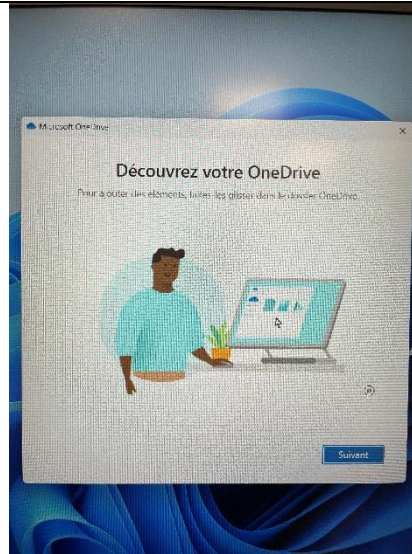 Microsoft OneDrive
Découvrez votre OneDrive
Pour ajouter des éléments, faites-les glisser dans le dossier OneDrive.
Suivant